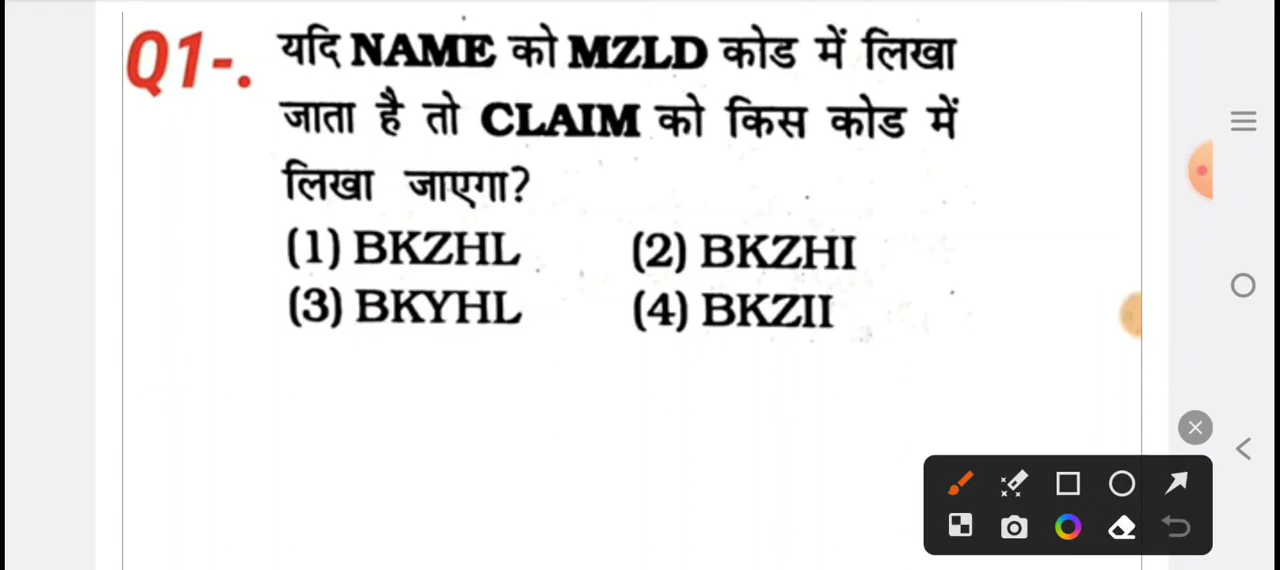 Q1-. यदि NAME को MZLD कोड में लिखा
जाता है तो CLAIM को किस कोड में
लिखा जाएगा?
(1) BKZHL (2) BKZHI
(3) BKYHL (4) BKZII